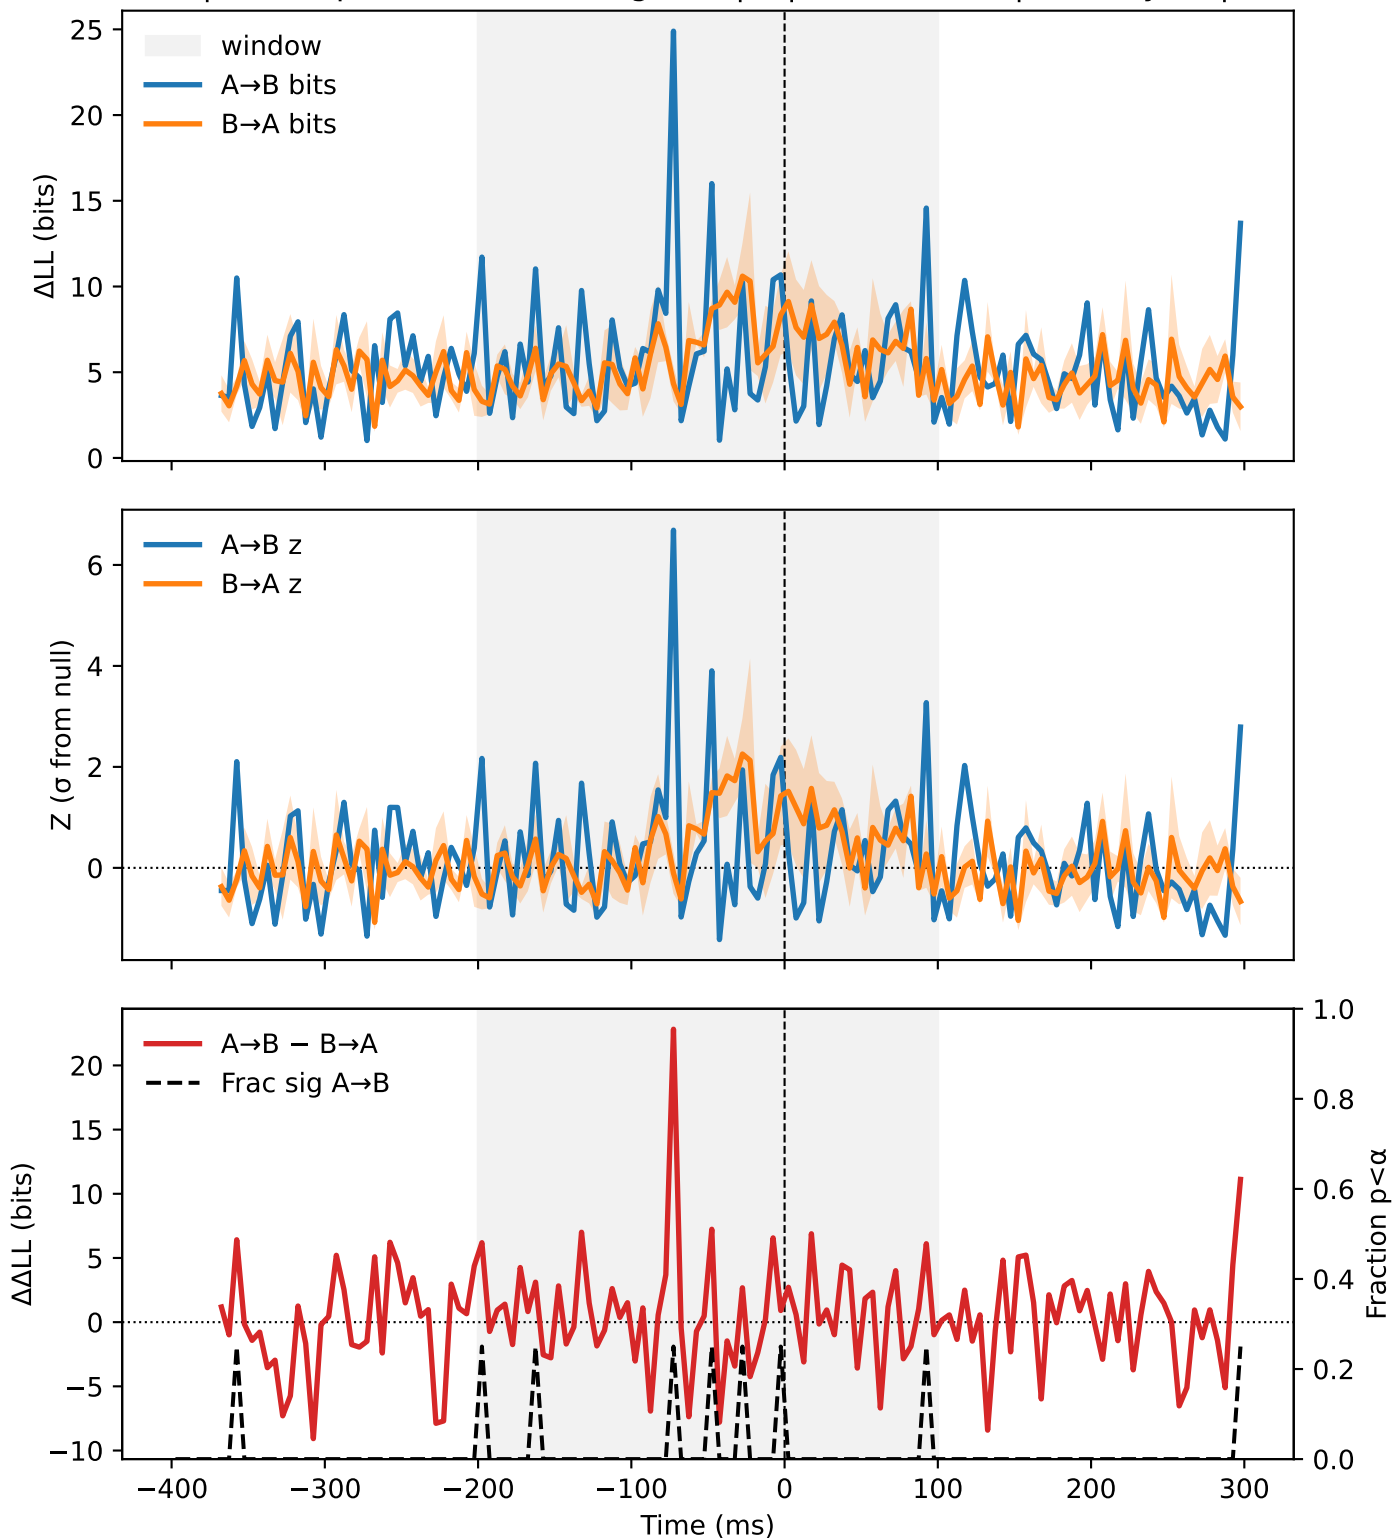 25
20
15
10
5
0
ΔLL (bits)
window
A→B bits
B→A bits
6
4
2
0
Z (σ from null)
A→B z
B→A z
20
15
10
5
0
−5
−10
ΔΔLL (bits)
A→B − B→A
Frac sig A→B
1.0
0.8
0.6
0.4
0.2
0.0
Fraction p<α
−400
−300
−200
−100
0
100
200
300
Time (ms)